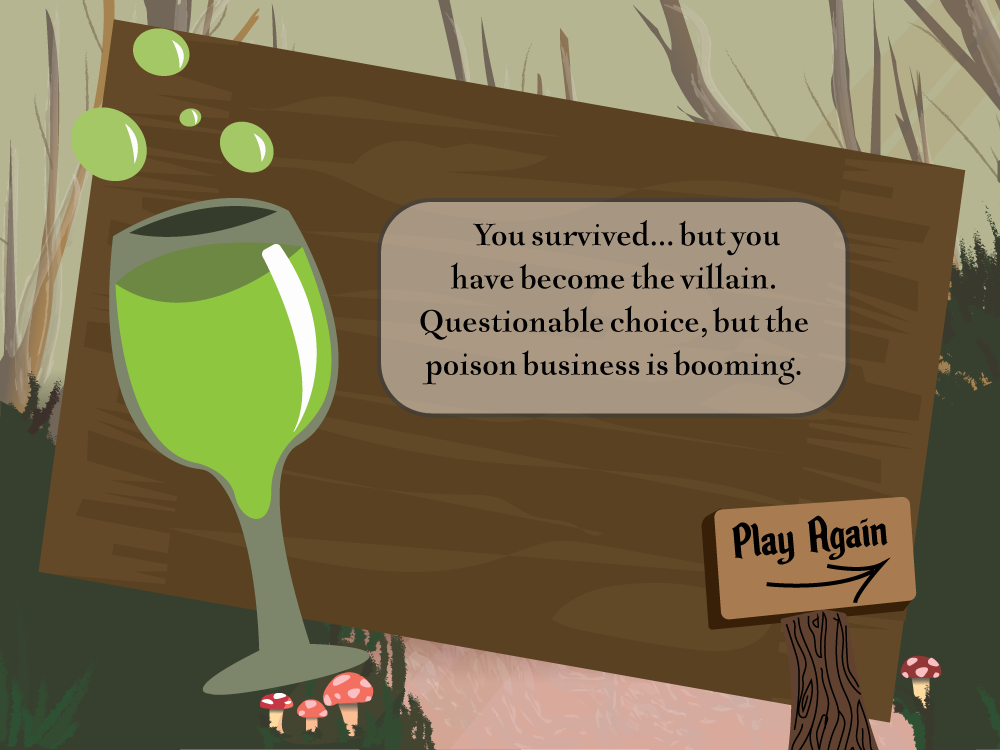 You survived... but you
have become the villain.
Questionable choice, but the
poison business is booming.
Play Again